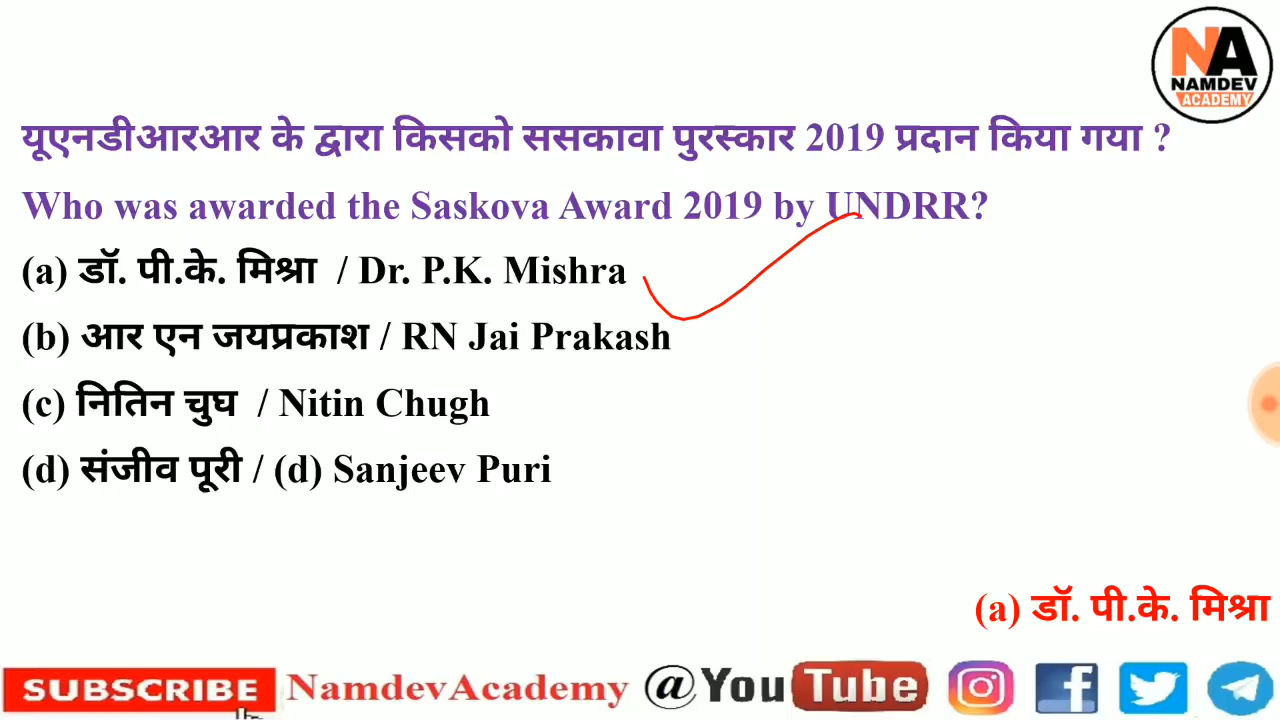 NA
NAMDEV
ACADEMY
यूएनडीआरआर के द्वारा किसको ससकावा पुरस्कार 2019 प्रदान किया गया ?
Who was awarded the Saskova Award 2019 by UNDRR?
(a) डॉ. पी.के. मिश्रा / Dr. P.K. Mishra
(b) आर एन जयप्रकाश / RN Jai Prakash
(c) नितिन चुघ / Nitin Chugh
(d) संजीव पूरी / (d) Sanjeev Puri
(a) डॉ. पी.के. मिश्रा
SUBSCRIBE NamdevAcademy @YouTube